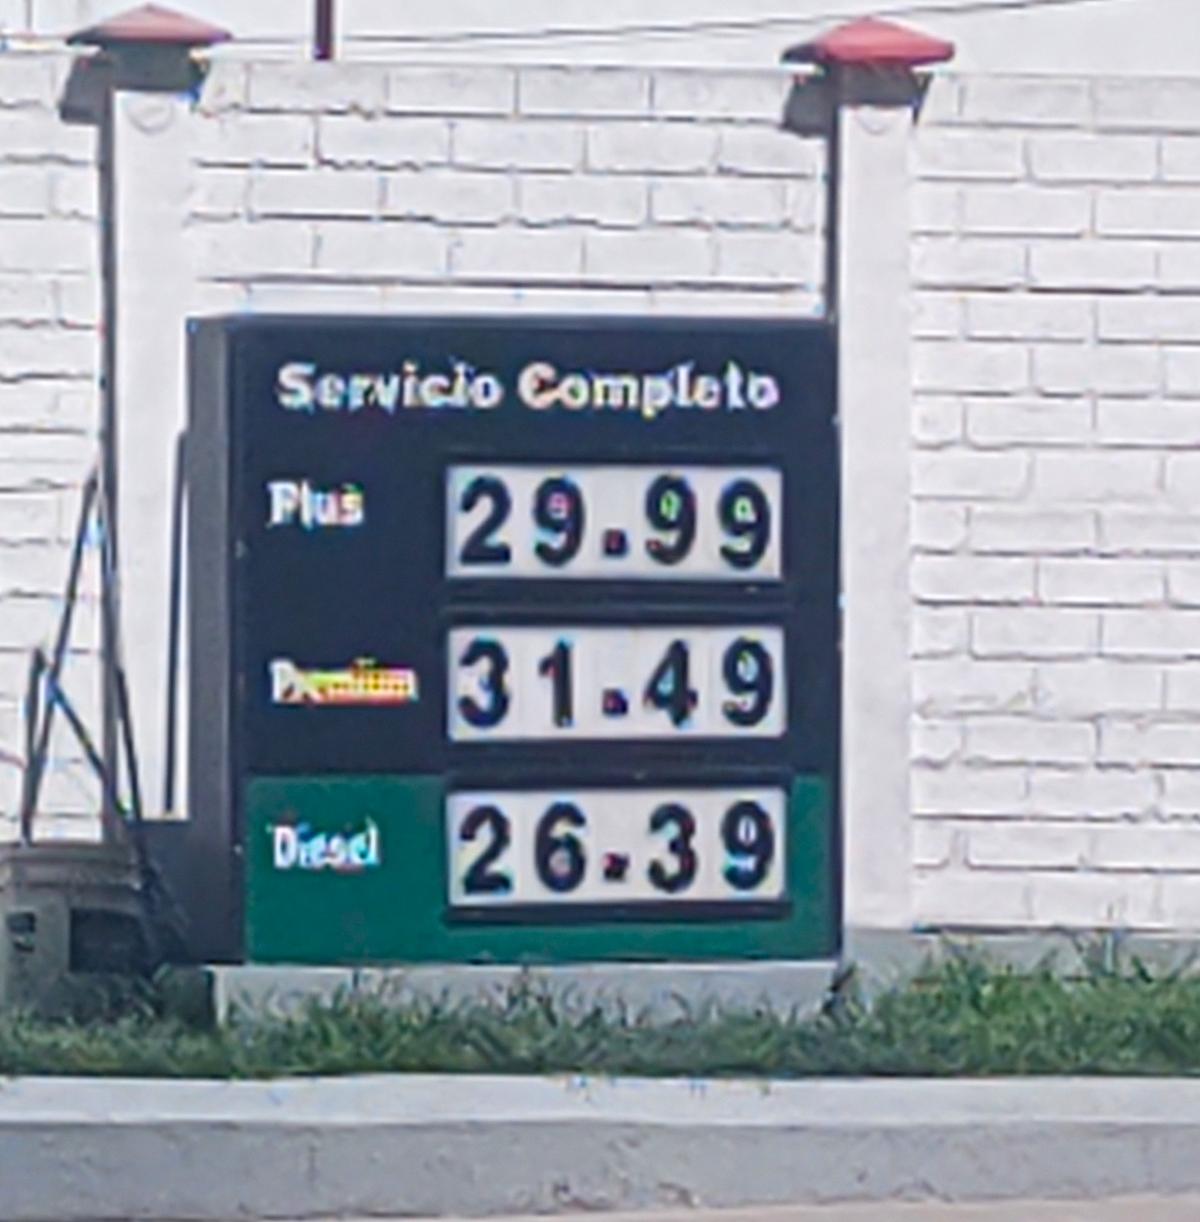 Servicio Completo
Plus 29.99
31.49
Diesel 26.39